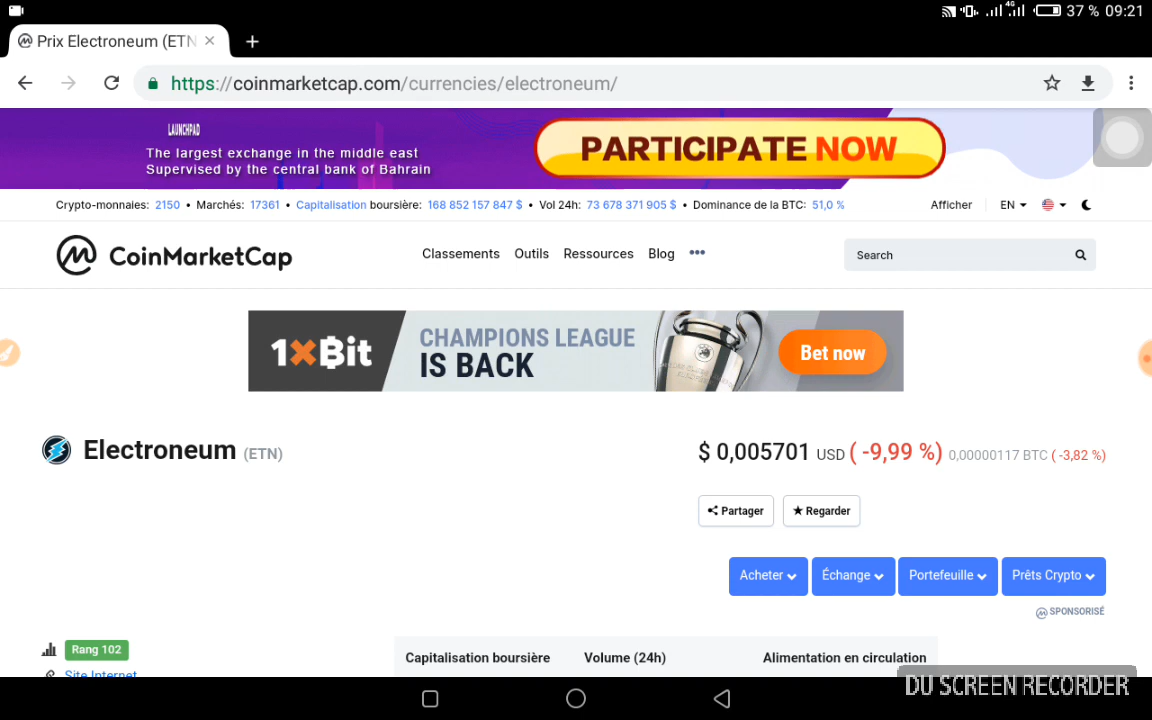 4G 37 % 09:21
Prix Electroneum (ETN
https://coinmarketcap.com/currencies/electroneum/
LAUNCHPAD
The largest exchange in the middle east
Supervised by the central bank of Bahrain
PARTICIPATE NOW
Crypto-monnaies: 2150 • Marchés: 17361 • Capitalisation boursière: 168 852 157 847 $ • Vol 24h: 73 678 371 905 $ • Dominance de la BTC: 51,0 % Afficher EN
CoinMarketCap Classements Outils Ressources Blog ••• Search
1xBit CHAMPIONS LEAGUE
IS BACK
Bet now
Electroneum (ETN) $ 0,005701 USD ( -9,99 %) 0,00000117 BTC ( -3,82 %)
Partager Regarder
Acheter Échange Portefeuille Prêts Crypto
SPONSORISÉ
Rang 102
Capitalisation boursière Volume (24h) Alimentation en circulation
Site Internet
DU SCREEN RECORDER